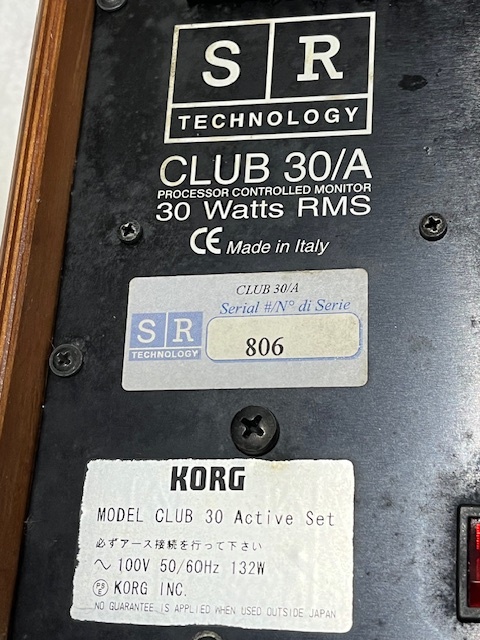 S R
TECHNOLOGY
CLUB 30/A
PROCESSOR CONTROLLED MONITOR
30 Watts RMS
CE Made in Italy
CLUB 30/A
Serial #/N° di Serie
S R
TECHNOLOGY
806
KORG
MODEL CLUB 30 Active Set
必ずアース接続を行って下さい
～ 100V 50/60Hz 132W
PSE KORG INC.
NO GUARANTEE IS APPLIED WHEN USED OUTSIDE JAPAN